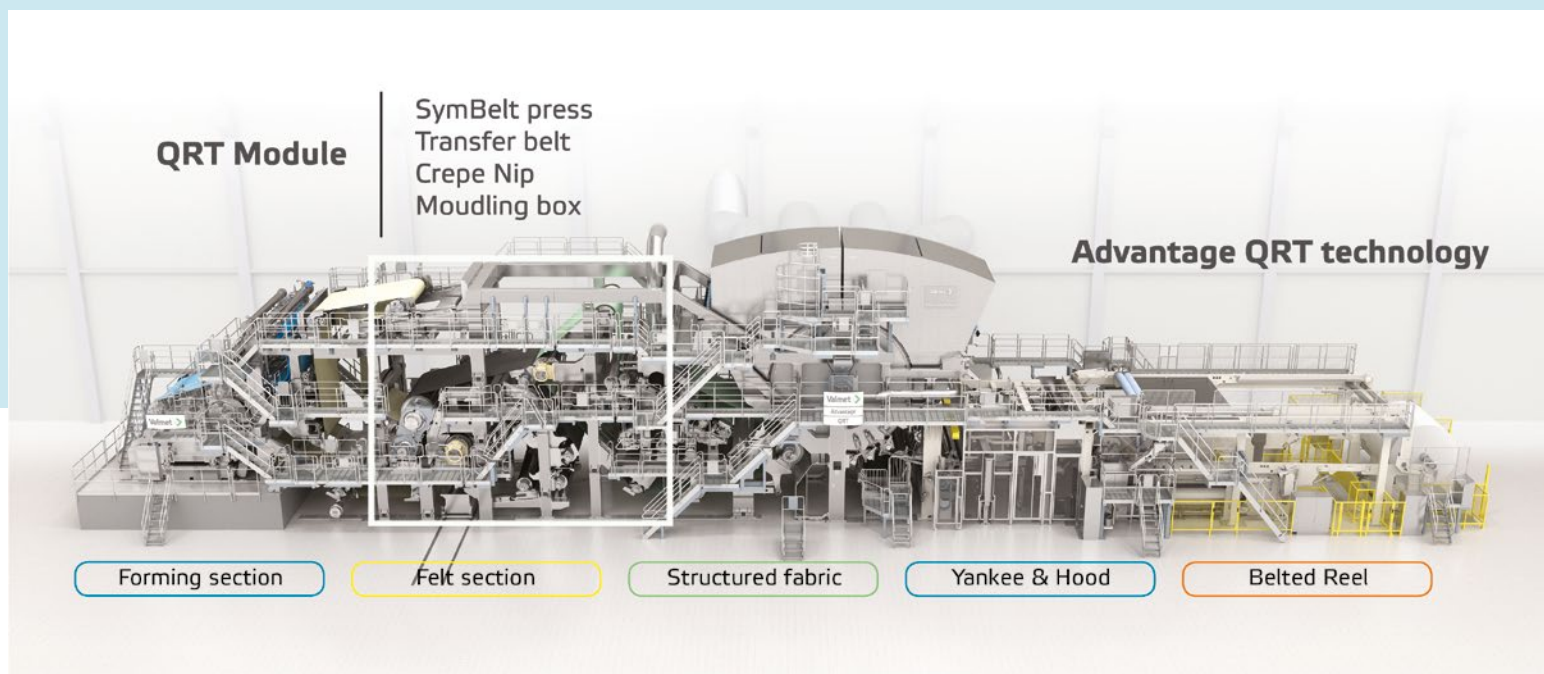 QRT Module
SymBelt press
Transfer belt
Crepe Nip
Moudling box
Advantage QRT technology
Valmet
Valmet
Advantage
QRT
Forming section
Felt section
Structured fabric
Yankee & Hood
Belted Reel